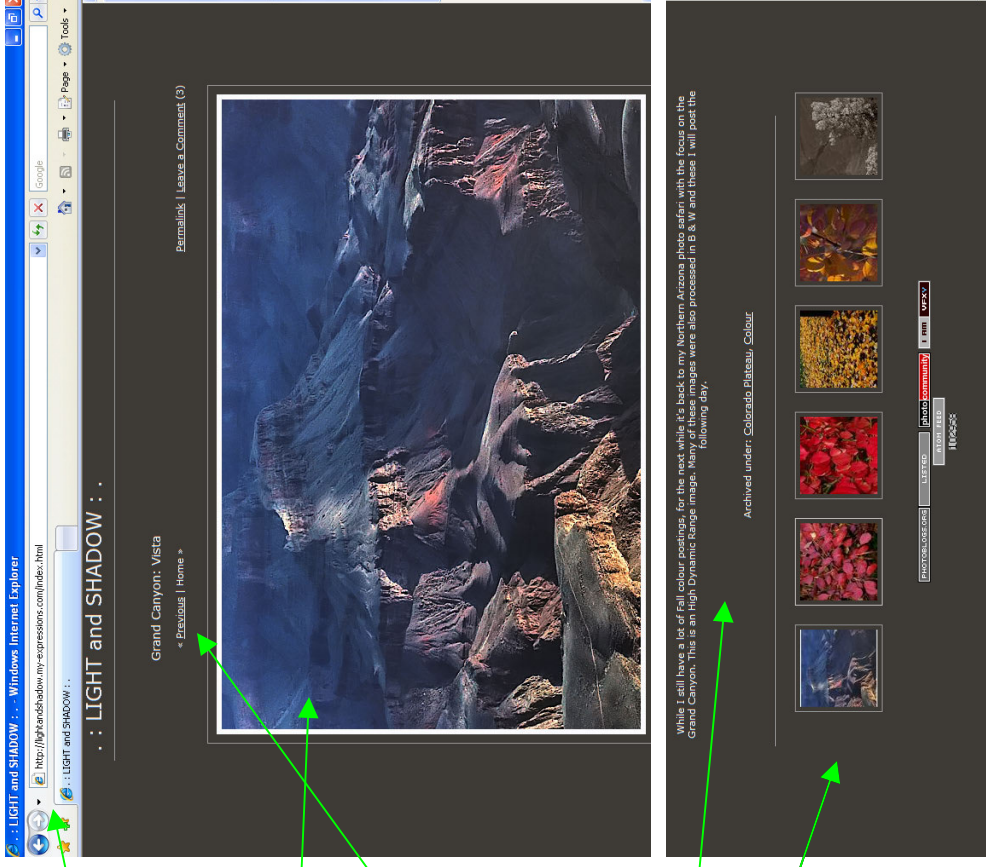 . : LIGHT and SHADOW : . - Windows Internet Explorer
http://lightandshadow.my-expressions.com/index.html
Google
. : LIGHT and SHADOW : .
Page
Tools
. : LIGHT and SHADOW : .
Grand Canyon: Vista
« Previous | Home »
Permalink | Leave a Comment (3)
While I still have a lot of Fall colour postings, for the next while it's back to my Northern Arizona photo safari with the focus on the
Grand Canyon. This is an High Dynamic Range image. Many of these images were also processed in B & W and these I will post the
following day.
Archived under: Colorado Plateau, Colour
PHOTOBLOGS.ORG
LISTED
photocommunity
I AM VFXY
ATOM FEED